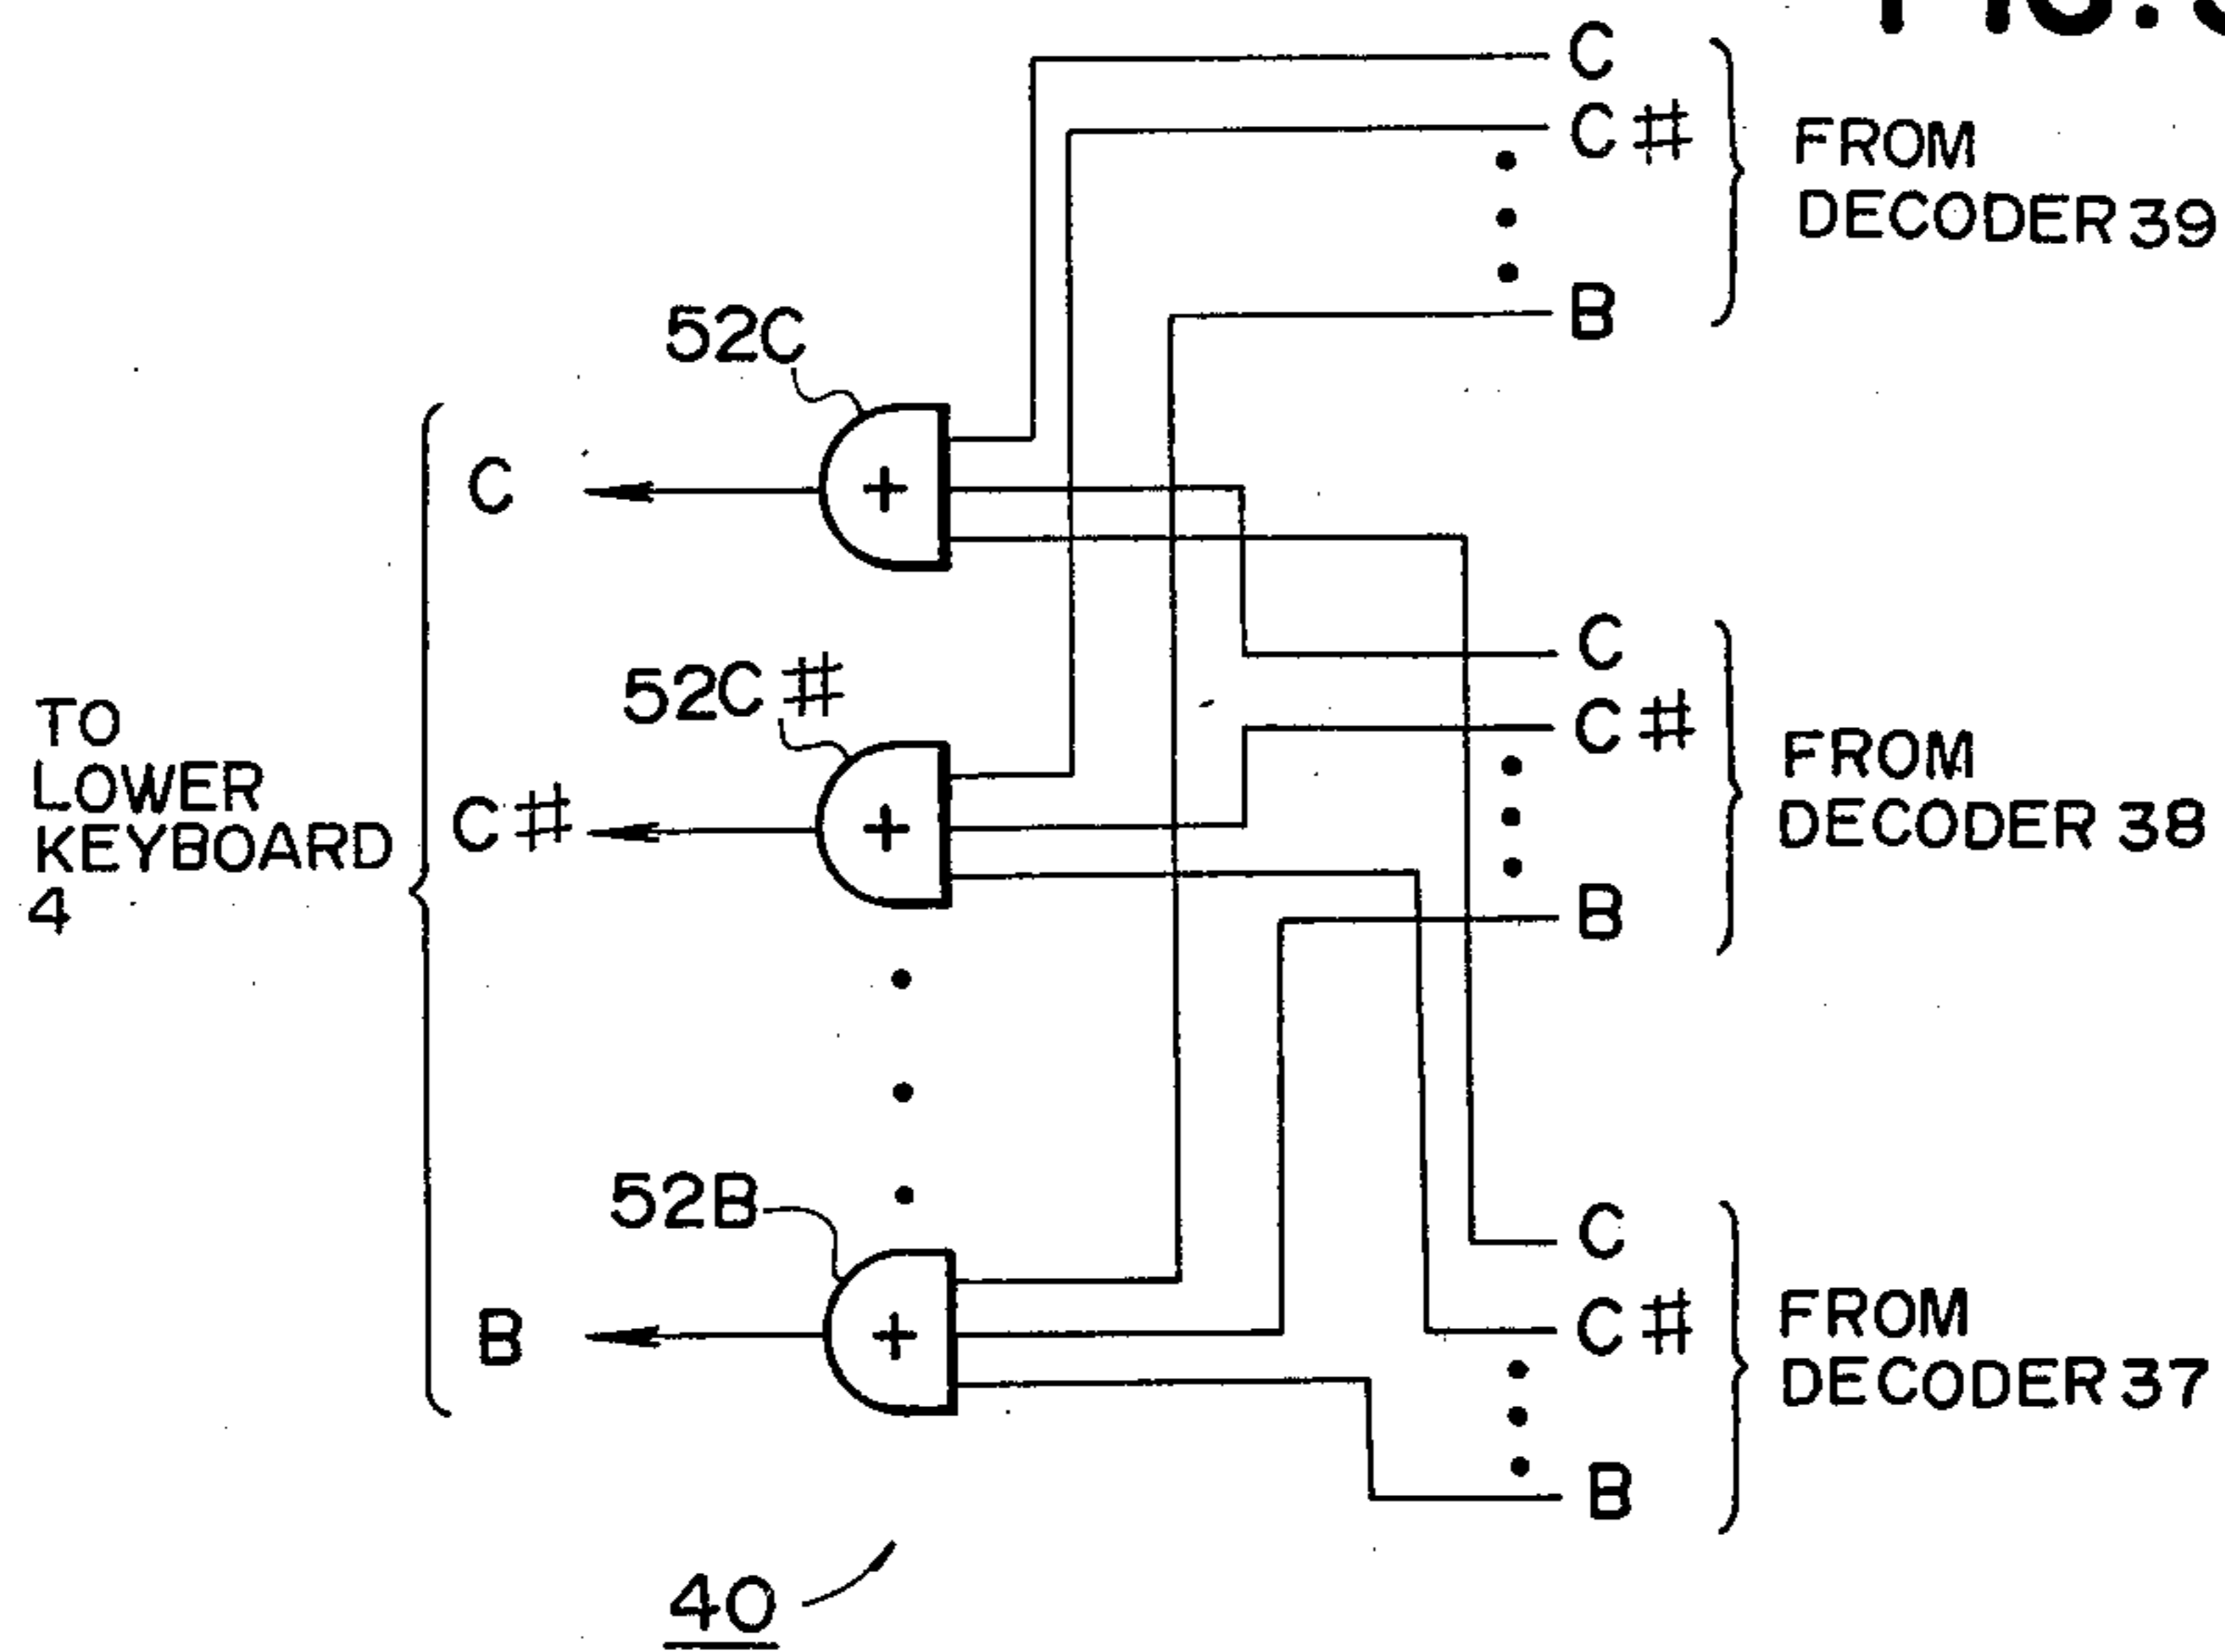 C
C#
FROM
DECODER 39
B
52C
C
C
52C#
C#
FROM
DECODER 38
TO
LOWER
KEYBOARD
4
C#
B
52B
C
C#
FROM
DECODER 37
B
B
40